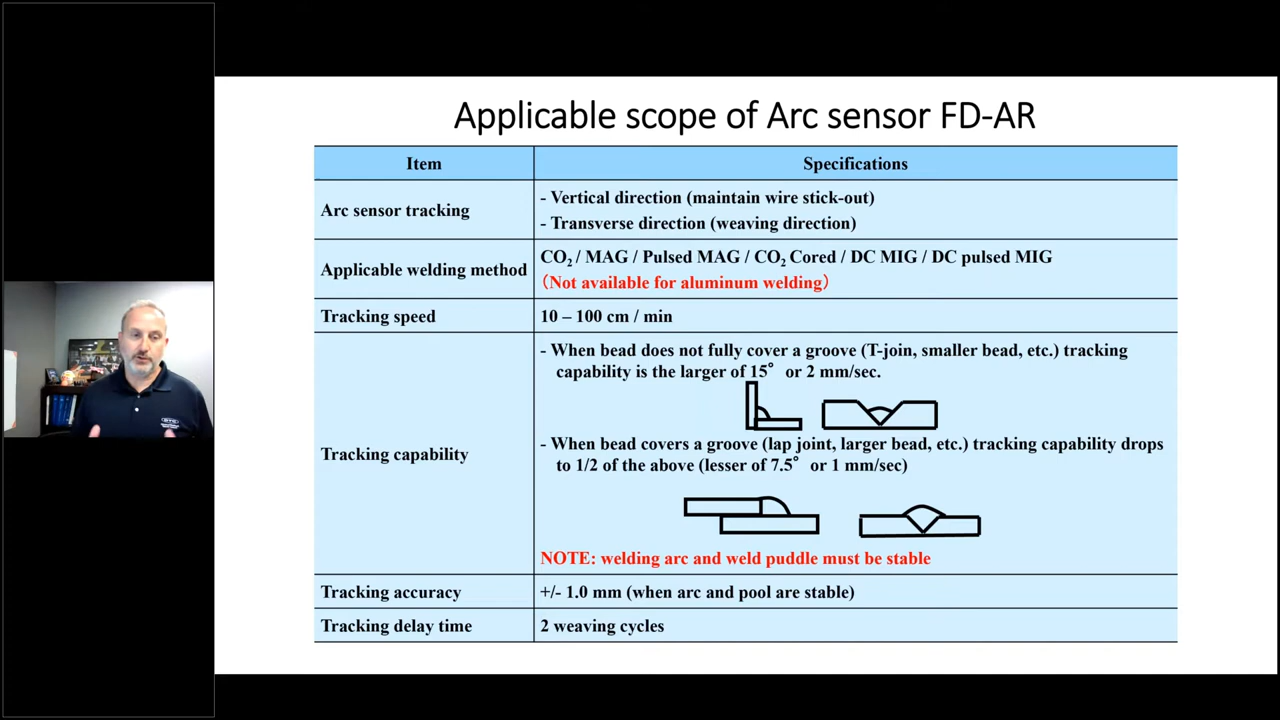 Applicable scope of Arc sensor FD-AR
Item
Specifications
Arc sensor tracking
- Vertical direction (maintain wire stick-out)
- Transverse direction (weaving direction)
Applicable welding method
CO₂ / MAG / Pulsed MAG / CO₂ Cored / DC MIG / DC pulsed MIG
(Not available for aluminum welding)
Tracking speed
10 – 100 cm / min
Tracking capability
- When bead does not fully cover a groove (T-join, smaller bead, etc.) tracking
capability is the larger of 15° or 2 mm/sec.
- When bead covers a groove (lap joint, larger bead, etc.) tracking capability drops
to 1/2 of the above (lesser of 7.5° or 1 mm/sec)
NOTE: welding arc and weld puddle must be stable
Tracking accuracy
+/- 1.0 mm (when arc and pool are stable)
Tracking delay time
2 weaving cycles